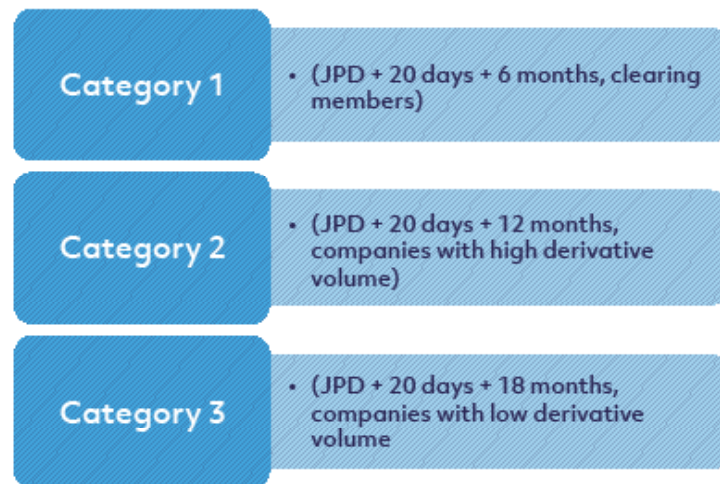 Category 1
• (JPD + 20 days + 6 months, clearing
members)
Category 2
• (JPD + 20 days + 12 months,
companies with high derivative
volume)
Category 3
• (JPD + 20 days + 18 months,
companies with low derivative
volume